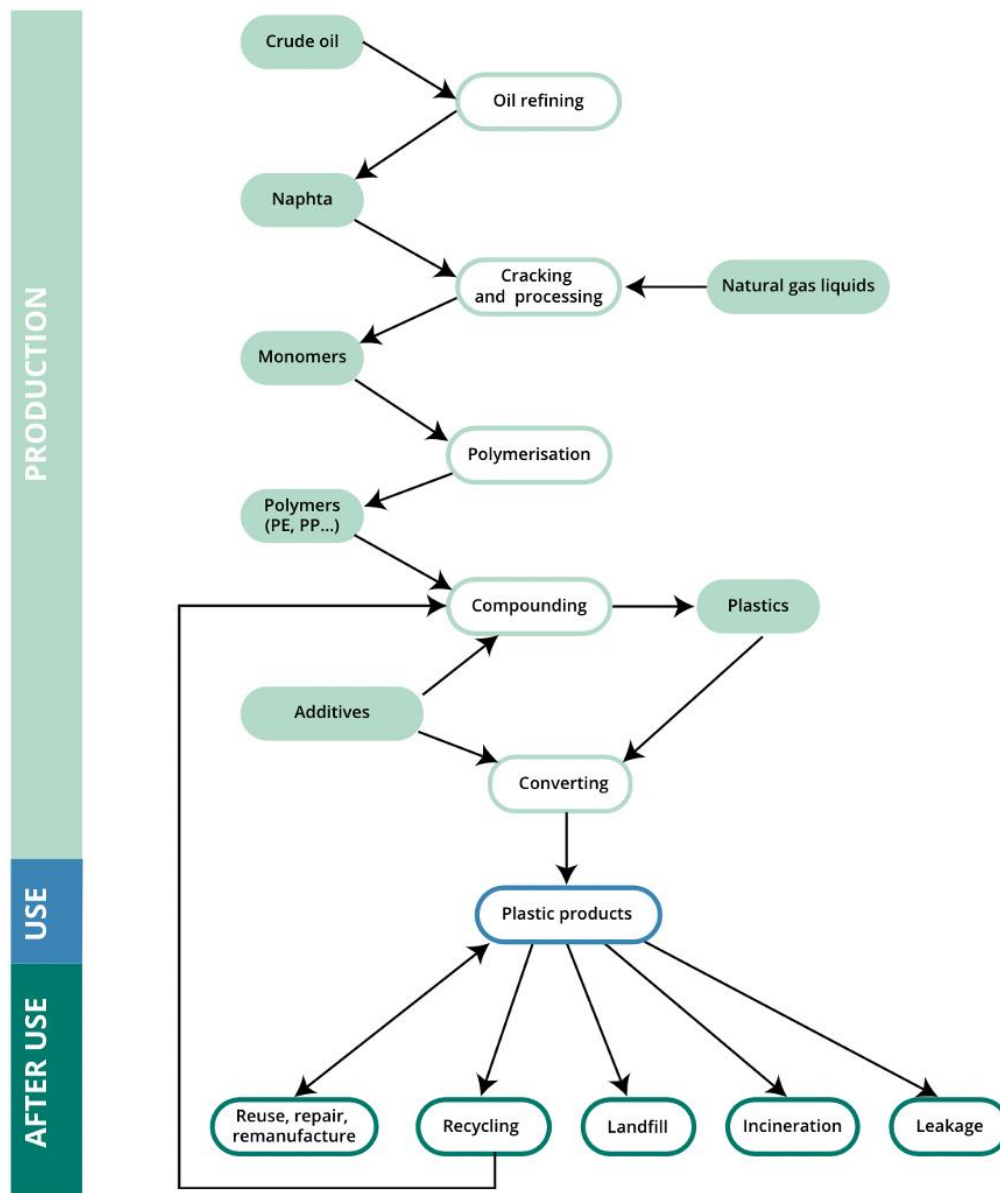 PRODUCTION
USE
AFTER USE
Crude oil
Oil refining
Naphta
Cracking
and processing
Natural gas liquids
Monomers
Polymerisation
Polymers
(PE, PP...)
Compounding
Plastics
Additives
Converting
Plastic products
Reuse, repair,
remanufacture
Recycling
Landfill
Incineration
Leakage